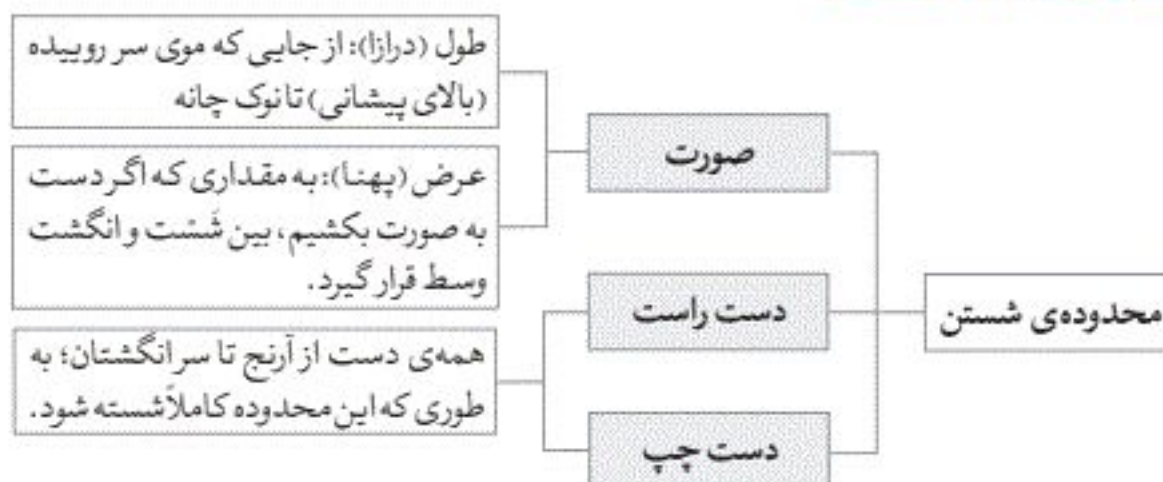 محدوده‌ی شستن
صورت
طول (درازا): از جایی که موی سر روییده
(بالای پیشانی) تا نوک چانه
عرض (پهنا): به مقداری که اگر دست
به صورت بکشیم، بین شَست و انگشت
وسط قرار گیرد.
دست راست
دست چپ
همه‌ی دست از آرنج تا سر انگشتان؛ به
طوری که این محدوده کاملاً شسته شود.